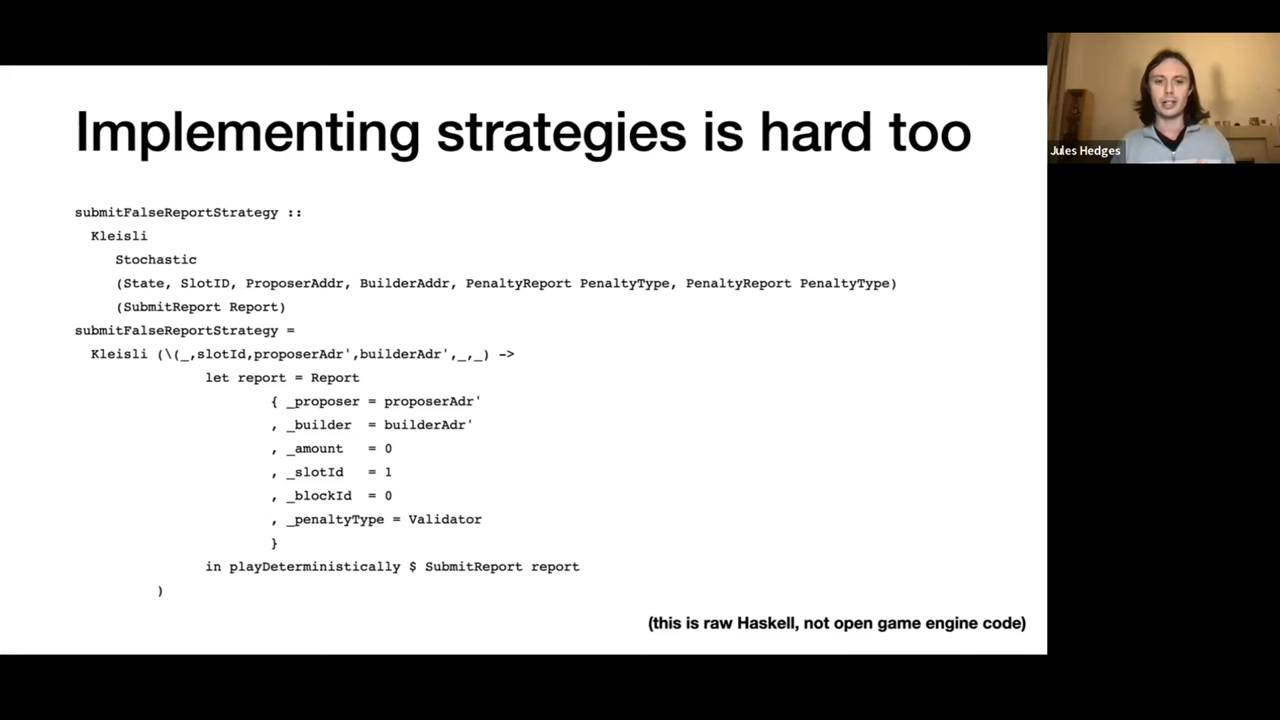 Implementing strategies is hard too
Jules Hedges
submitFalseReportStrategy ::
Kleisli
Stochastic
(State, SlotID, ProposerAddr, BuilderAddr, PenaltyReport PenaltyType, PenaltyReport PenaltyType)
(SubmitReport Report)
submitFalseReportStrategy =
Kleisli (\(_,slotId,proposerAdr',builderAdr',_,_) ->
let report = Report
{ _proposer = proposerAdr'
, _builder = builderAdr'
, _amount = 0
, _slotId = 1
, _blockId = 0
, _penaltyType = Validator
}
in playDeterministically $ SubmitReport report
)
(this is raw Haskell, not open game engine code)